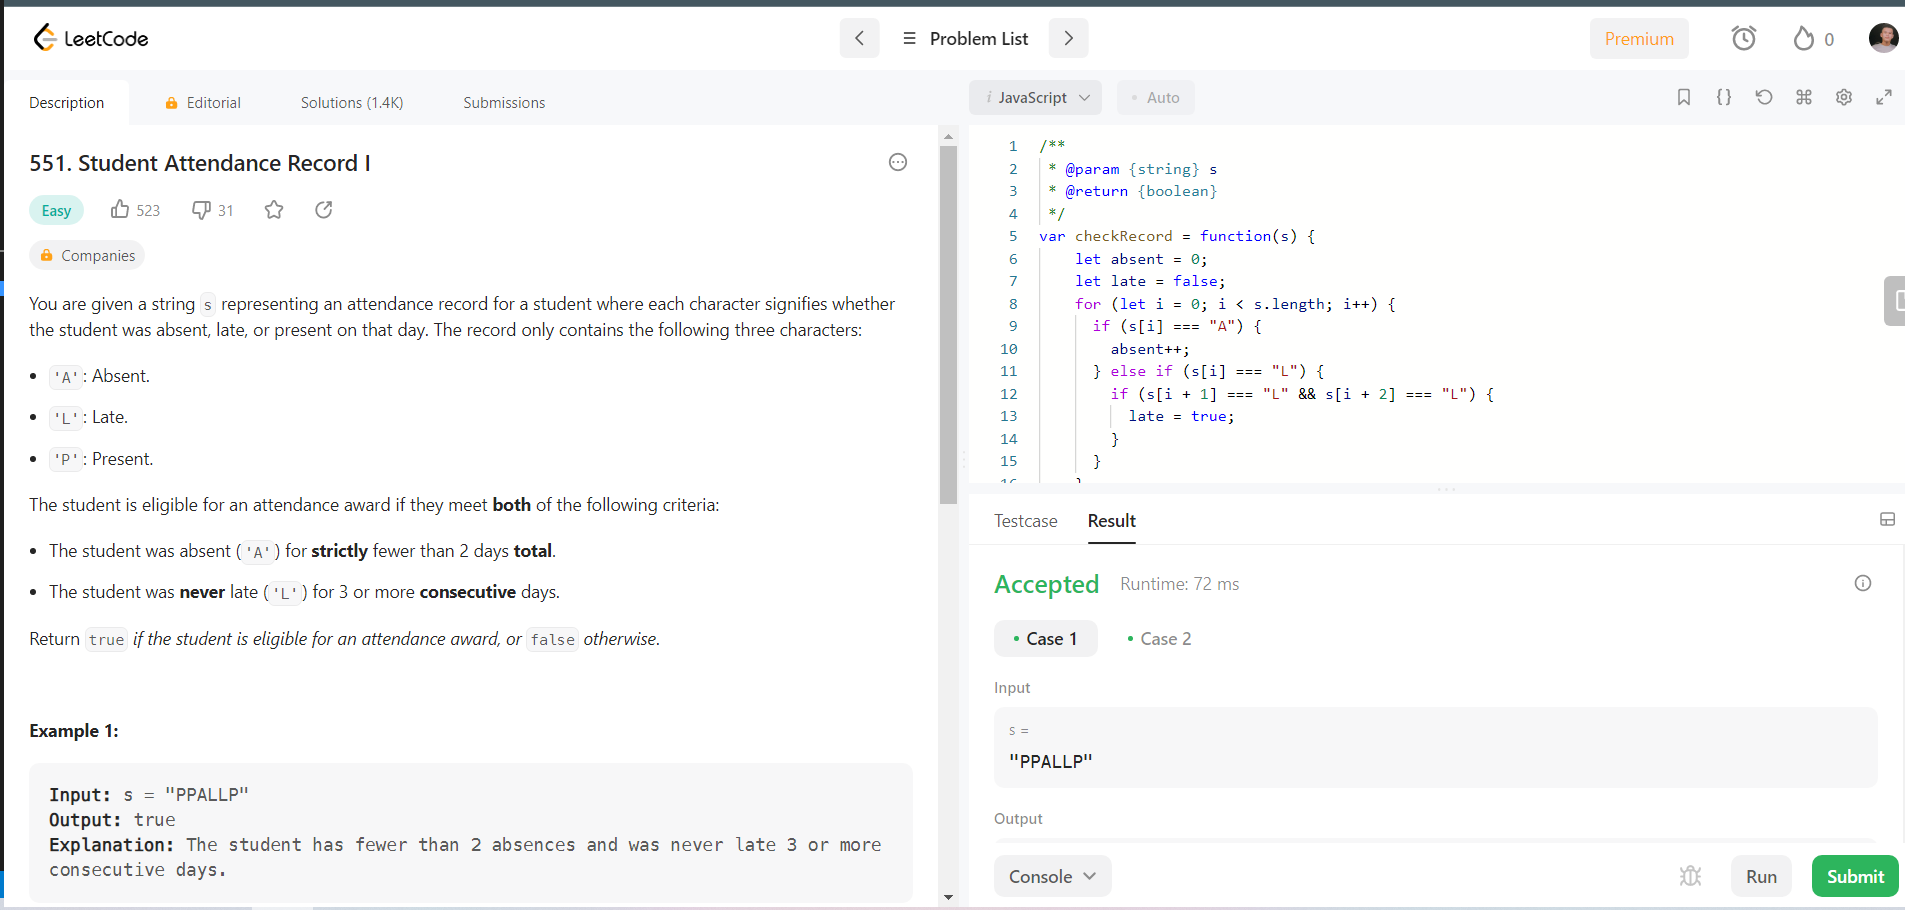 LeetCode
Problem List
Premium
0
Description
Editorial
Solutions (1.4K)
Submissions
551. Student Attendance Record I
Easy
523
31
Companies
You are given a string s representing an attendance record for a student where each character signifies whether
the student was absent, late, or present on that day. The record only contains the following three characters:
• 'A': Absent.
• 'L': Late.
• 'P': Present.
The student is eligible for an attendance award if they meet both of the following criteria:
• The student was absent ('A') for strictly fewer than 2 days total.
• The student was never late ('L') for 3 or more consecutive days.
Return true if the student is eligible for an attendance award, or false otherwise.
Example 1:
Input: s = "PPALLP"
Output: true
Explanation: The student has fewer than 2 absences and was never late 3 or more
consecutive days.
i JavaScript
• Auto
1 /**
2  * @param {string} s
3  * @return {boolean}
4  */
5 var checkRecord = function(s) {
6     let absent = 0;
7     let late = false;
8     for (let i = 0; i < s.length; i++) {
9       if (s[i] === "A") {
10         absent++;
11       } else if (s[i] === "L") {
12         if (s[i + 1] === "L" && s[i + 2] === "L") {
13           late = true;
14         }
15       }
16     }
Testcase
Result
Accepted
Runtime: 72 ms
• Case 1
• Case 2
Input
s =
"PPALLP"
Output
Console
Run
Submit